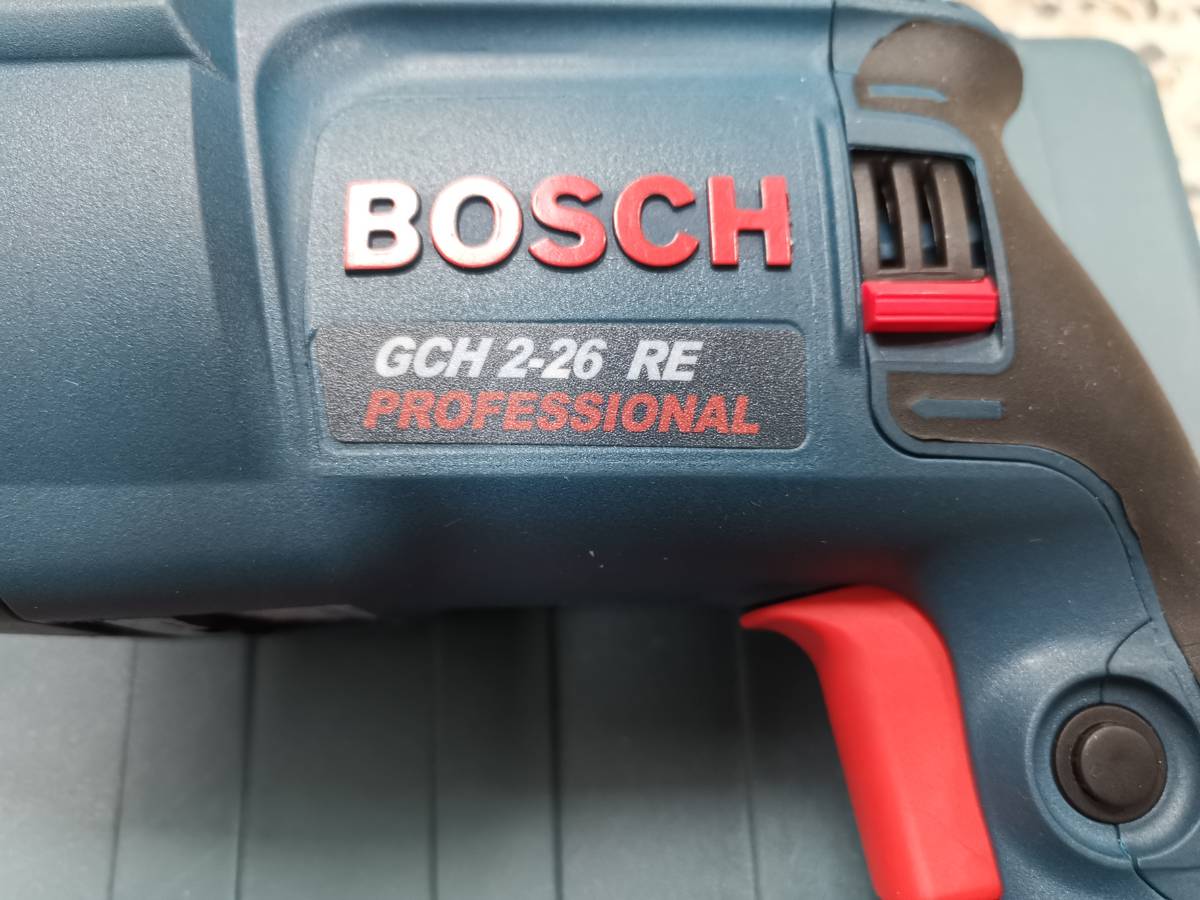 BOSCH
GCH 2-26 RE
PROFESSIONAL